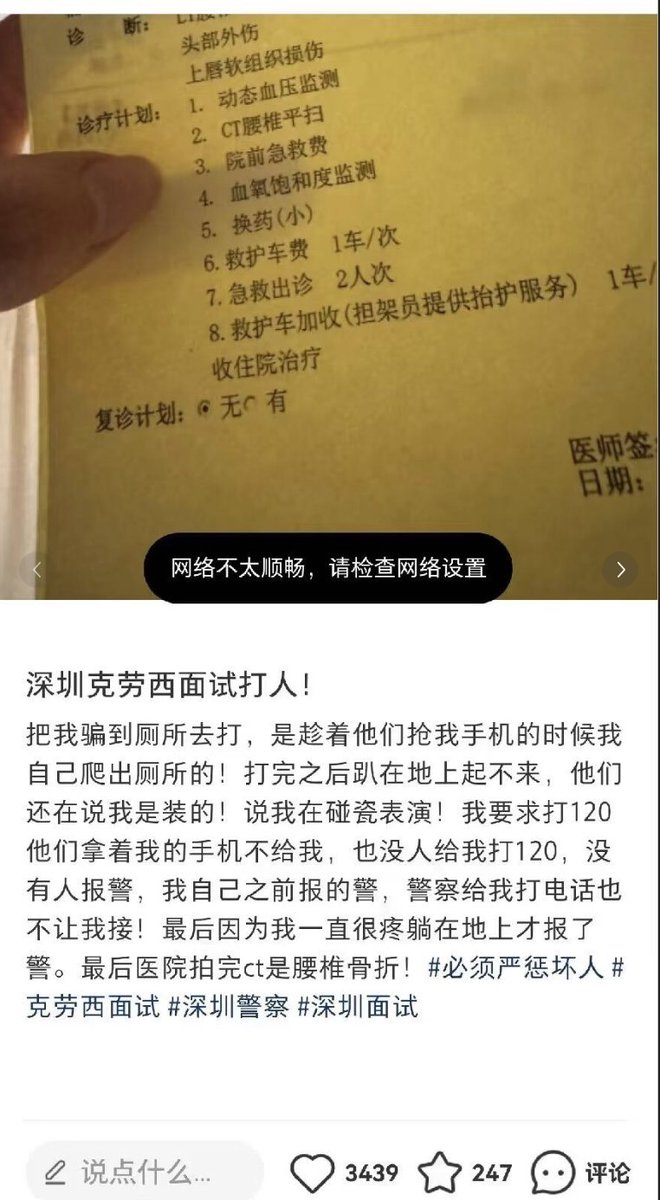 诊 断：
头部外伤
上唇软组织损伤
诊疗计划： 1. 动态血压监测
2. CT腰椎平扫
3. 院前急救费
4. 血氧饱和度监测
5. 换药(小)
6.救护车费 1车/次
7.急救出诊 2人次
8.救护车加收(担架员提供抬护服务) 1车/
收住院治疗
复诊计划： 无 有
医师签
日期：
网络不太顺畅，请检查网络设置
深圳克劳西面试打人！
把我骗到厕所去打，是趁着他们抢我手机的时候我
自己爬出厕所的！打完之后趴在地上起不来，他们
还在说我是装的！说我在碰瓷表演！我要求打120
他们拿着我的手机不给我，也没人给我打120，没
有人报警，我自己之前报的警，警察给我打电话也
不让我接！最后因为我一直很疼躺在地上才报了
警。最后医院拍完ct是腰椎骨折！#必须严惩坏人 #
克劳西面试 #深圳警察 #深圳面试
说点什么...
3439
247
评论